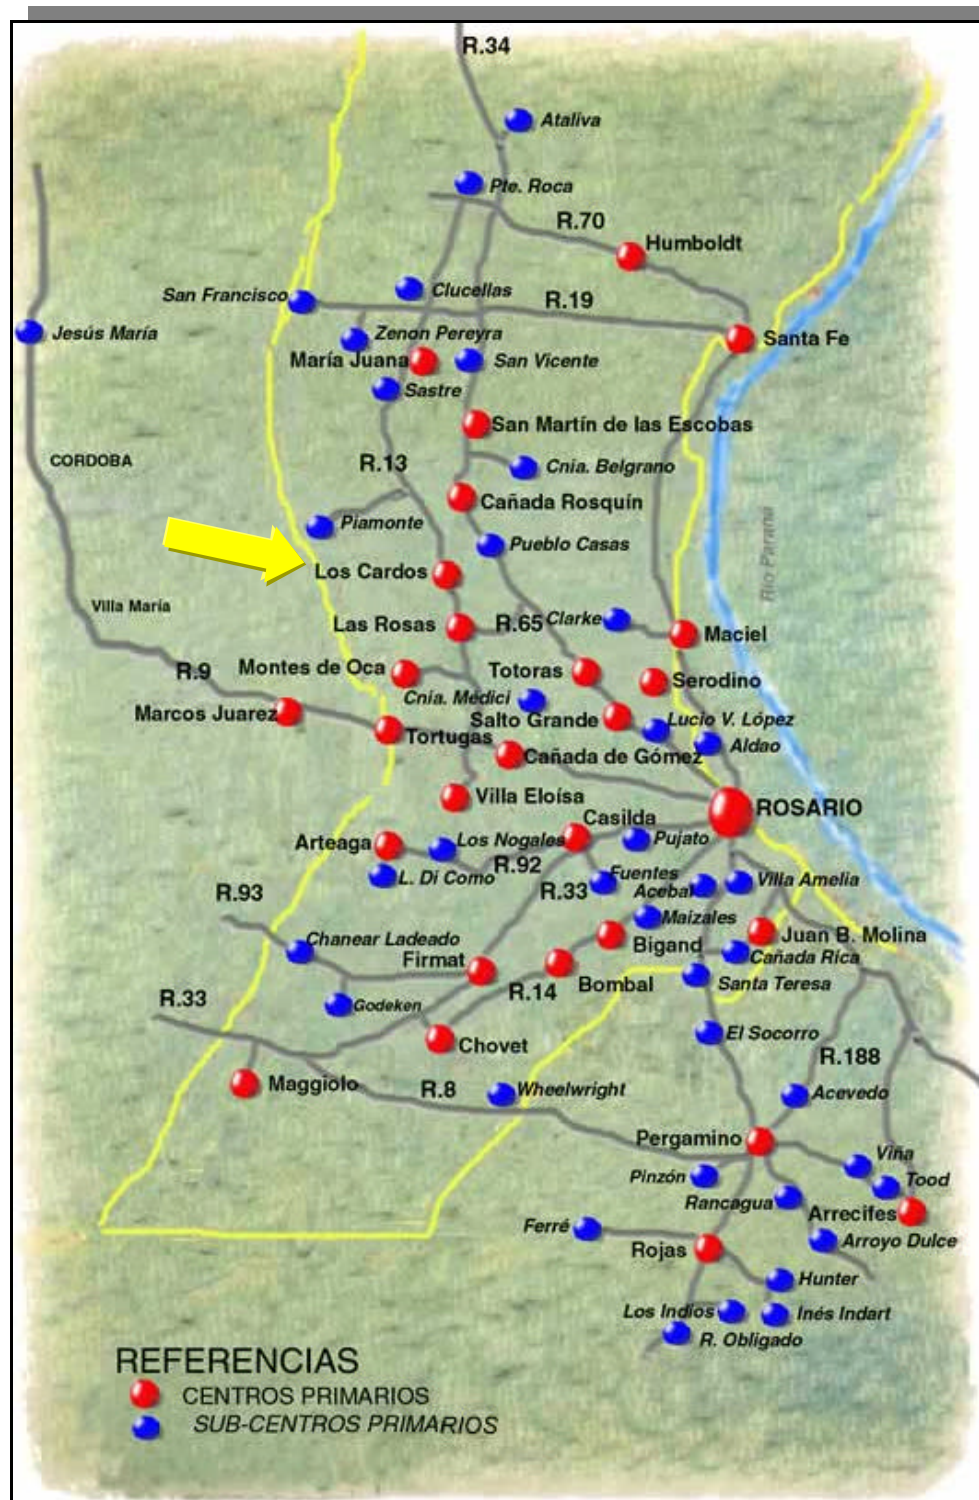 R.34
Ataliva
Pte. Roca
R.70
Humboldt
San Francisco
Clucellas
R.19
Jesús María
Zenon Pereyra
Santa Fe
María Juana
San Vicente
Sastre
San Martín de las Escobas
CORDOBA
R.13
Cnia. Belgrano
Cañada Rosquín
Piamonte
Pueblo Casas
Río Paraná
Los Cardos
Villa María
Las Rosas
R.65
Clarke
Maciel
R.9
Montes de Oca
Totoras
Serodino
Cnia. Medici
Marcos Juarez
Salto Grande
Lucio V. López
Tortugas
Aldao
Cañada de Gómez
Villa Eloísa
ROSARIO
Casilda
Arteaga
Los Nogales
Pujato
R.92
L. Di Como
Fuentes
R.33
Acebal
Villa Amelia
R.93
Maizales
Chanear Ladeado
Bigand
Juan B. Molina
Firmat
Cañada Rica
Bombal
Santa Teresa
R.33
Godeken
R.14
El Socorro
Chovet
R.188
Maggiolo
R.8
Wheelwright
Acevedo
Pergamino
Viña
Pinzón
Tood
Rancagua
Arrecifes
Ferré
Arroyo Dulce
Rojas
Hunter
Los Indios
Inés Indart
R. Obligado
REFERENCIAS
CENTROS PRIMARIOS
SUB-CENTROS PRIMARIOS